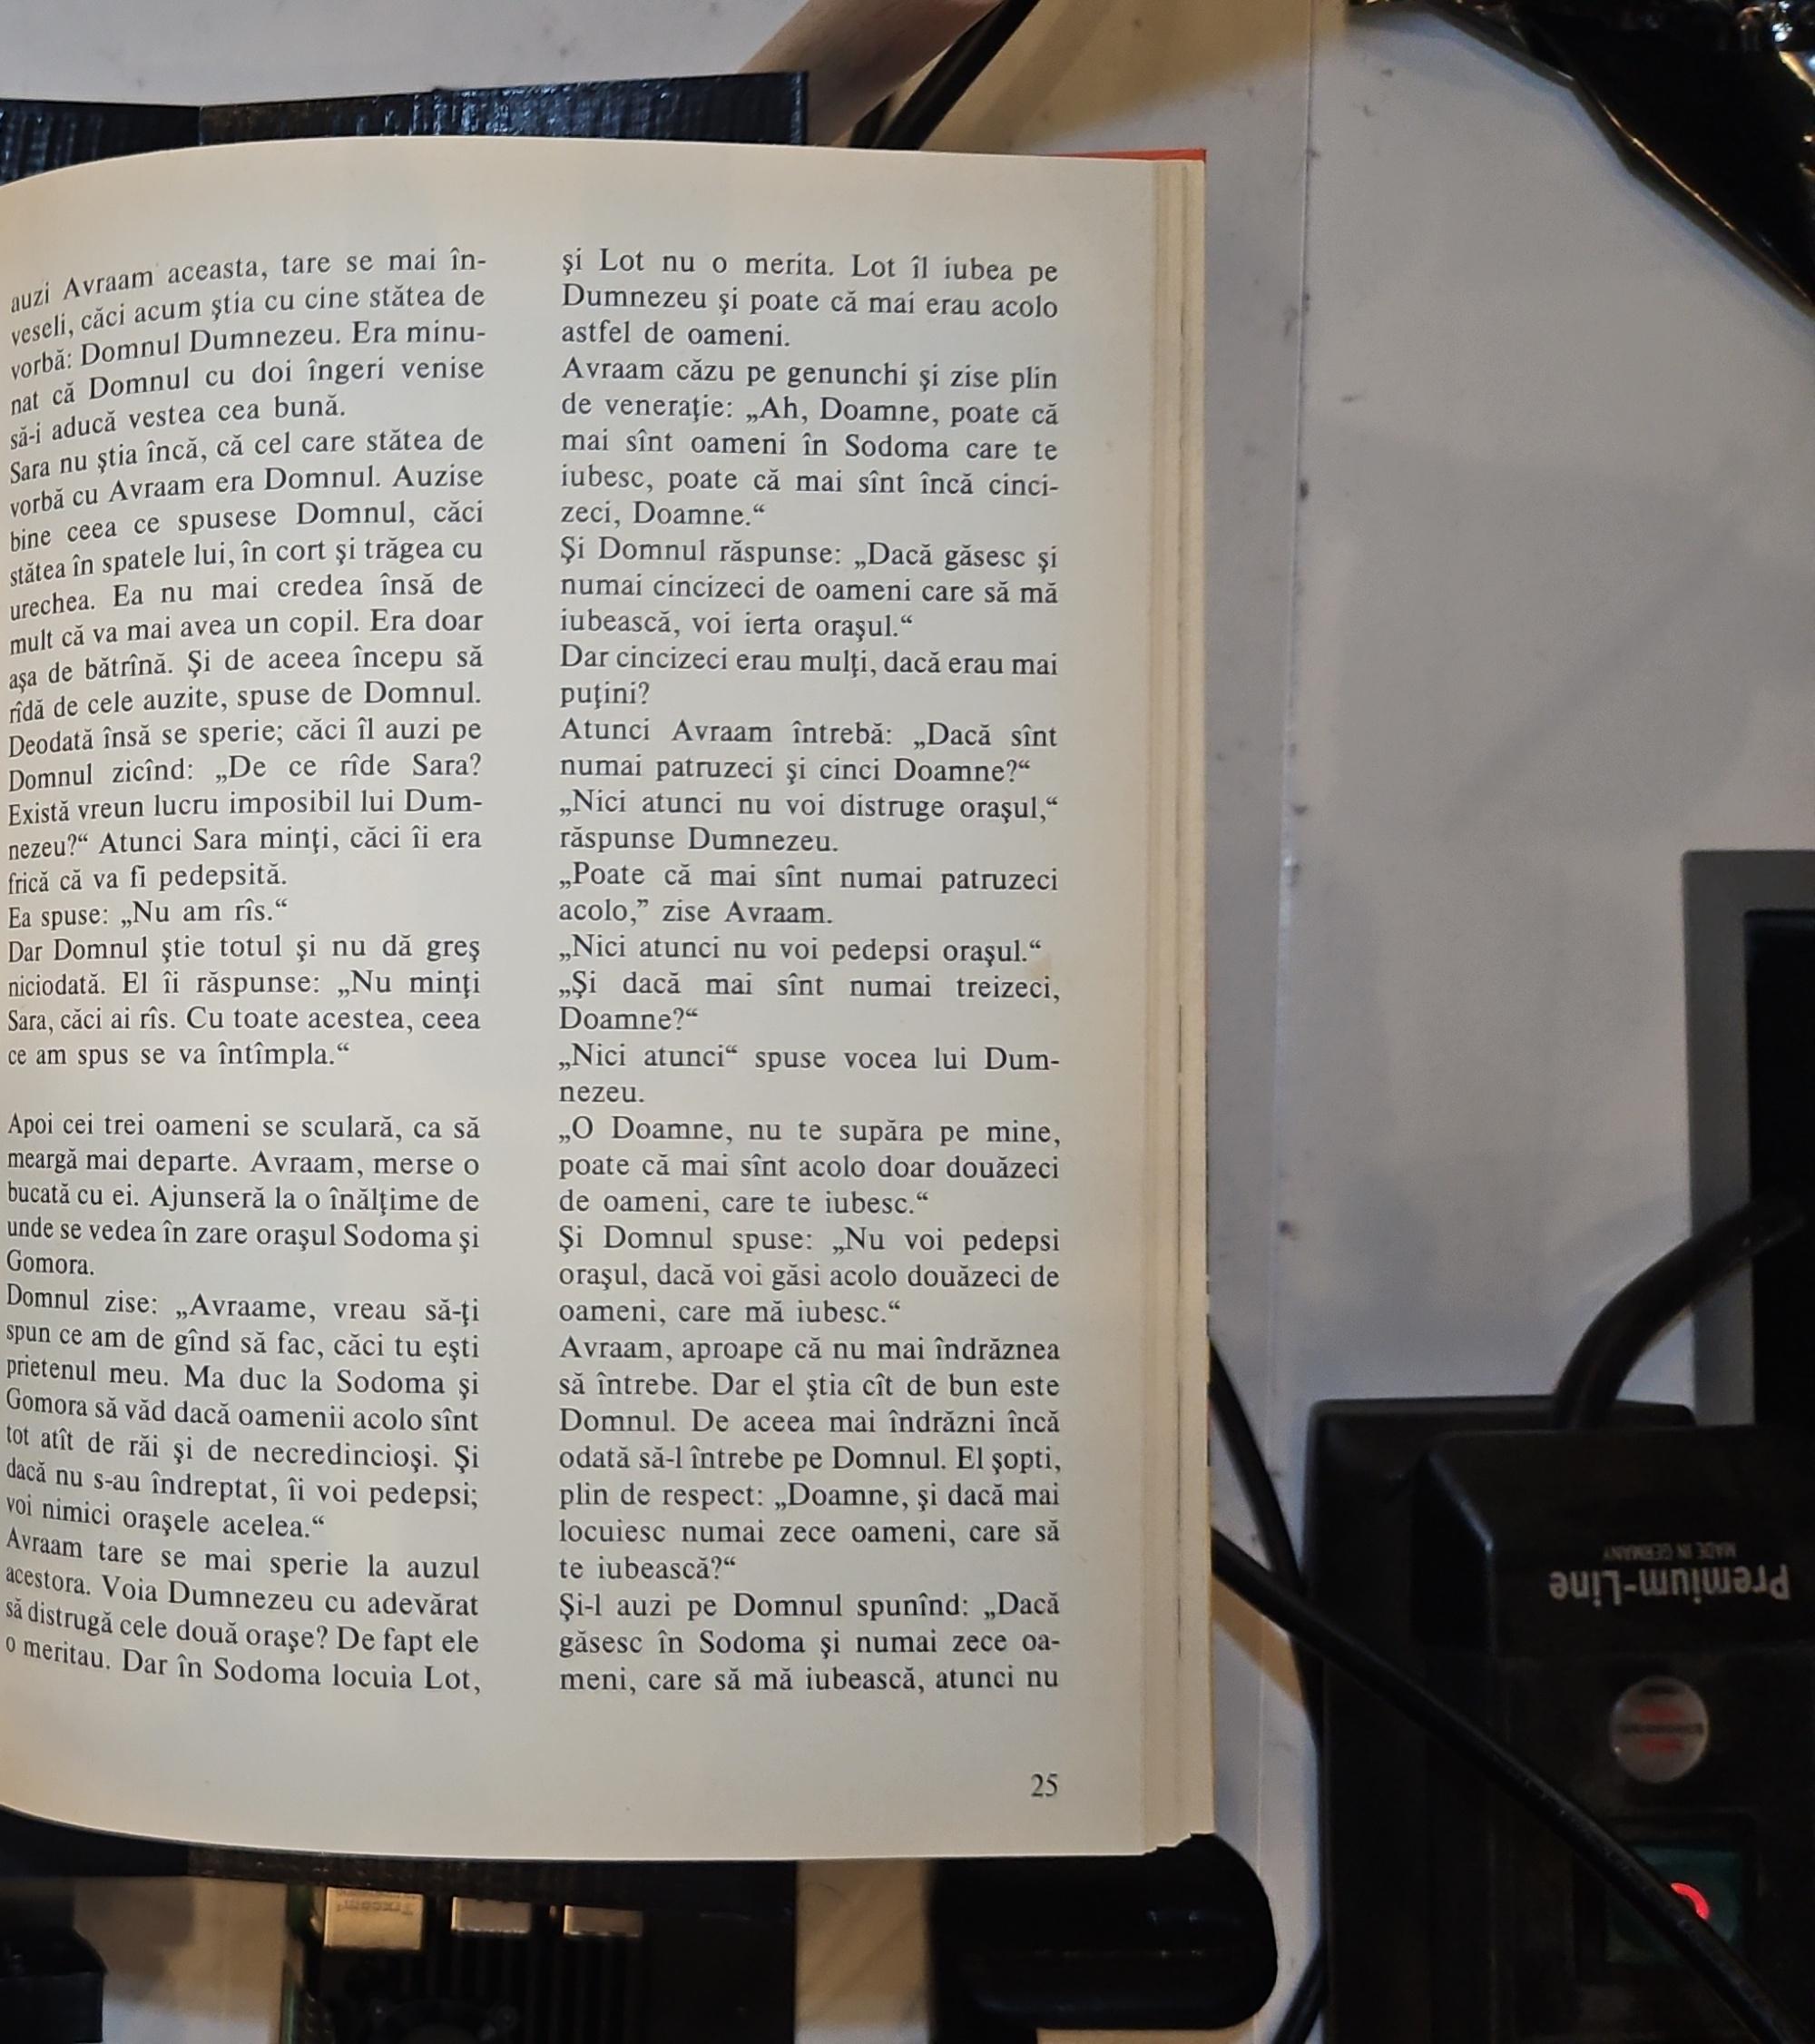 auzi Avraam aceasta, tare se mai în-
veseli, căci acum ştia cu cine stătea de
vorbă: Domnul Dumnezeu. Era minu-
nat că Domnul cu doi îngeri venise
să-i aducă vestea cea bună.
Sara nu ştia încă, că cel care stătea de
vorbă cu Avraam era Domnul. Auzise
bine ceea ce spusese Domnul, căci
stătea în spatele lui, în cort şi trăgea cu
urechea. Ea nu mai credea însă de
mult că va mai avea un copil. Era doar
aşa de bătrînă. Şi de aceea începu să
rîdă de cele auzite, spuse de Domnul.
Deodată însă se sperie; căci îl auzi pe
Domnul zicînd: „De ce rîde Sara?
Există vreun lucru imposibil lui Dum-
nezeu?“ Atunci Sara minţi, căci îi era
frică că va fi pedepsită.
Ea spuse: „Nu am rîs.“
Dar Domnul ştie totul şi nu dă greş
niciodată. El îi răspunse: „Nu minţi
Sara, căci ai rîs. Cu toate acestea, ceea
ce am spus se va întîmpla.“
Apoi cei trei oameni se sculară, ca să
meargă mai departe. Avraam, merse o
bucată cu ei. Ajunseră la o înălţime de
unde se vedea în zare oraşul Sodoma şi
Gomora.
Domnul zise: „Avraame, vreau să-ţi
spun ce am de gînd să fac, căci tu eşti
prietenul meu. Ma duc la Sodoma şi
Gomora să văd dacă oamenii acolo sînt
tot atît de răi şi de necredincioşi. Şi
dacă nu s-au îndreptat, îi voi pedepsi;
voi nimici oraşele acelea.“
Avraam tare se mai sperie la auzul
acestora. Voia Dumnezeu cu adevărat
să distrugă cele două oraşe? De fapt ele
o meritau. Dar în Sodoma locuia Lot,
şi Lot nu o merita. Lot îl iubea pe
Dumnezeu şi poate că mai erau acolo
astfel de oameni.
Avraam căzu pe genunchi şi zise plin
de veneraţie: „Ah, Doamne, poate că
mai sînt oameni în Sodoma care te
iubesc, poate că mai sînt încă cinci-
zeci, Doamne.“
Şi Domnul răspunse: „Dacă găsesc şi
numai cincizeci de oameni care să mă
iubească, voi ierta oraşul.“
Dar cincizeci erau mulţi, dacă erau mai
puţini?
Atunci Avraam întrebă: „Dacă sînt
numai patruzeci şi cinci Doamne?“
„Nici atunci nu voi distruge oraşul,“
răspunse Dumnezeu.
„Poate că mai sînt numai patruzeci
acolo,” zise Avraam.
„Nici atunci nu voi pedepsi oraşul.“
„Şi dacă mai sînt numai treizeci,
Doamne?“
„Nici atunci“ spuse vocea lui Dum-
nezeu.
„O Doamne, nu te supăra pe mine,
poate că mai sînt acolo doar douăzeci
de oameni, care te iubesc.“
Şi Domnul spuse: „Nu voi pedepsi
oraşul, dacă voi găsi acolo douăzeci de
oameni, care mă iubesc.“
Avraam, aproape că nu mai îndrăznea
să întrebe. Dar el ştia cît de bun este
Domnul. De aceea mai îndrăzni încă
odată să-l întrebe pe Domnul. El şopti,
plin de respect: „Doamne, şi dacă mai
locuiesc numai zece oameni, care să
te iubească?“
Şi-l auzi pe Domnul spunînd: „Dacă
găsesc în Sodoma şi numai zece oa-
meni, care să mă iubească, atunci nu
25
Premium-Line
MADE IN GERMANY